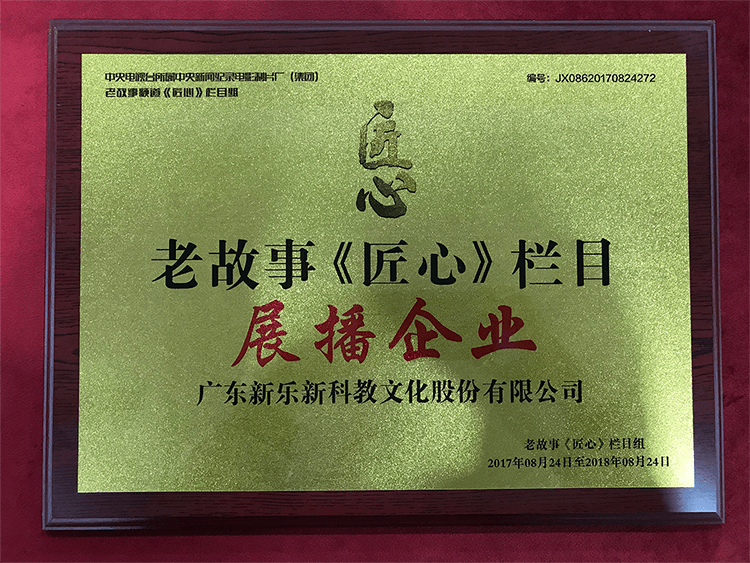 中央电视台新闻中央新闻纪录电影制片厂（集团）
老故事频道《匠心》栏目组
编号：JX08620170824272
匠心
老故事《匠心》栏目
展播企业
广东新乐新科教文化股份有限公司
老故事《匠心》栏目组
2017年08月24日至2018年08月24日